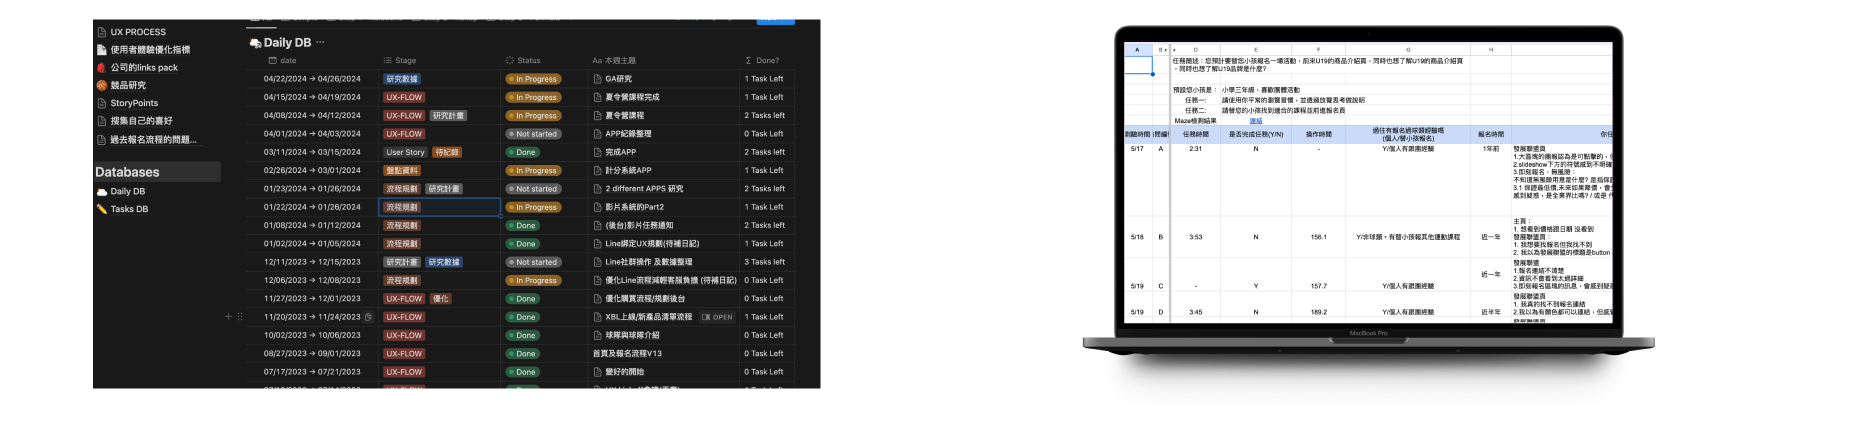 UX PROCESS
使用者體驗優化指標
公司的links pack
競品研究
StoryPoints
搜集自己的喜好
過去報名流程的問題...
Databases
Daily DB
Tasks DB
Daily DB ...
date Stage Status Aa 本週主題 Σ Done?
04/22/2024 → 04/26/2024 研究數據 In Progress GA研究 1 Task Left
04/15/2024 → 04/19/2024 UX-FLOW In Progress 夏令營課程完成 1 Task Left
04/08/2024 → 04/12/2024 UX-FLOW 研究計畫 In Progress 夏令營課程 2 Tasks left
04/01/2024 → 04/03/2024 UX-FLOW Not started APP紀錄整理 0 Task Left
03/11/2024 → 03/15/2024 User Story 待記錄 Done 完成APP 2 Tasks left
02/26/2024 → 03/01/2024 盤點資料 In Progress 計分系統APP 1 Task Left
01/23/2024 → 01/26/2024 流程規劃 研究計畫 Not started 2 different APPS 研究 2 Tasks left
01/22/2024 → 01/26/2024 流程規劃 In Progress 影片系統的Part2 1 Task Left
01/08/2024 → 01/12/2024 流程規劃 Done (後台)影片任務通知 2 Tasks left
01/02/2024 → 01/05/2024 流程規劃 Done Line綁定UX規劃(待補日記) 1 Task Left
12/11/2023 → 12/15/2023 研究計畫 研究數據 Not started Line社群操作 及數據整理 3 Tasks left
12/06/2023 → 12/08/2023 流程規劃 In Progress 優化Line流程減輕客服負擔 (待補日記) 0 Task Left
11/27/2023 → 12/01/2023 UX-FLOW 優化 Done 優化購買流程/規劃後台 0 Task Left
11/20/2023 → 11/24/2023 UX-FLOW Done XBL上線/新產品清單流程 OPEN 1 Task Left
10/02/2023 → 10/06/2023 UX-FLOW Done 球隊與球隊介紹 0 Task Left
08/27/2023 → 09/01/2023 UX-FLOW Done 首頁及報名流程V13 0 Task Left
07/17/2023 → 07/21/2023 UX-FLOW Done 變好的開始 0 Task Left
A B D E F G H
任務簡述：您預計要替您小孩報名一場活動，前來U19的商品介紹頁，同時也想了解U19的商品介紹頁
，同時也想了解U19品牌是什麼?
預設您小孩是： 小學三年級，喜歡團體活動
任務一: 請使用你平常的瀏覽習慣，並透過放聲思考做說明
任務二: 請替您的小孩找到適合的課程並前進報名頁
Maze檢測結果 連結
任務時間 是否完成任務(Y/N) 操作時間 過往有報名過球類經驗嗎 報名時間
(個人/替小孩報名)
5/17 A 2:31 N - Y/個人有跟團經驗 1年前 發展聯盟頁
1.大區塊的圖報認為是可點擊的，
2.slideshow下方的符號感到不明確
3.即刻報名，無風險：
不知道無風險用意是什麼? 是指保
3.1 保證最低價,未來如果降價，會
感到疑惑，是全業界比嗎? / 或是
主頁：
1. 想看到價格跟日期 沒看到
5/18 B 3:53 N 156.1 Y/非球類，有替小孩報其他運動課程 近一年 發展聯盟頁：
1. 我想要找報名但我找不到
2. 我以為發展聯盟的標題是button
發展聯盟
近一年 1.報名連結不清楚
2.資訊不會看到太過詳細
5/19 C - Y 157.7 Y/個人有跟團經驗 3.即刻報名區塊的訊息，會感到疑
發展聯盟頁
1. 我真的找不到報名連結
5/19 D 3:45 N 189.2 Y/個人有跟團經驗 近半年 2.我以為有顏色都可以連結，但感
MacBook Pro